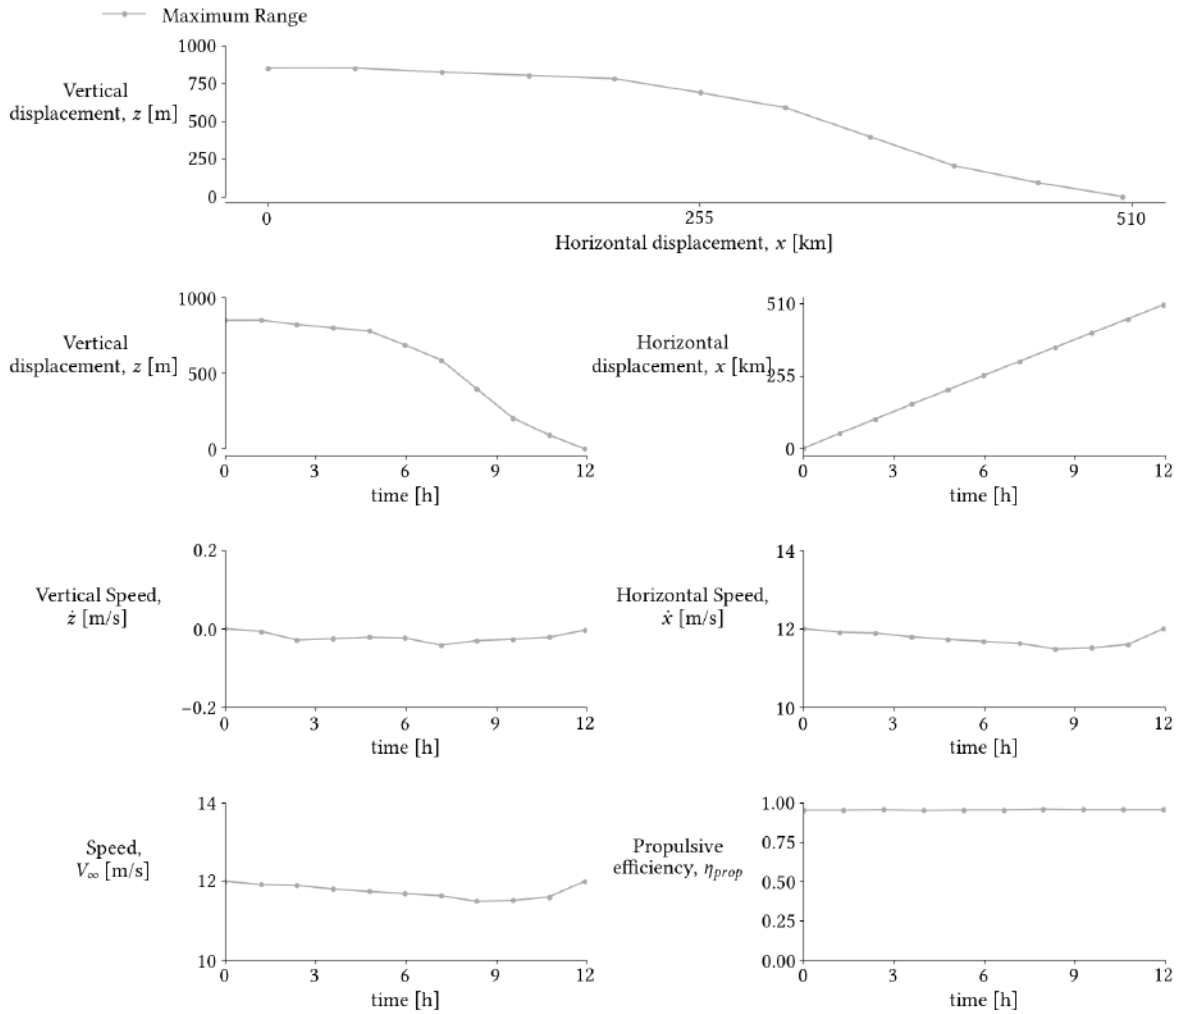 Maximum Range
1000
750
500
250
0
Vertical
displacement, z [m]
0 255 510
Horizontal displacement, x [km]
1000
500
0
Vertical
displacement, z [m]
0 3 6 9 12
time [h]
510
255
0
Horizontal
displacement, x [km]
0 3 6 9 12
time [h]
0.2
0.0
−0.2
Vertical Speed,
ż [m/s]
0 3 6 9 12
time [h]
14
12
10
Horizontal Speed,
ẋ [m/s]
0 3 6 9 12
time [h]
14
12
10
Speed,
V∞ [m/s]
0 3 6 9 12
time [h]
1.00
0.75
0.50
0.25
0.00
Propulsive
efficiency, ηprop
0 3 6 9 12
time [h]